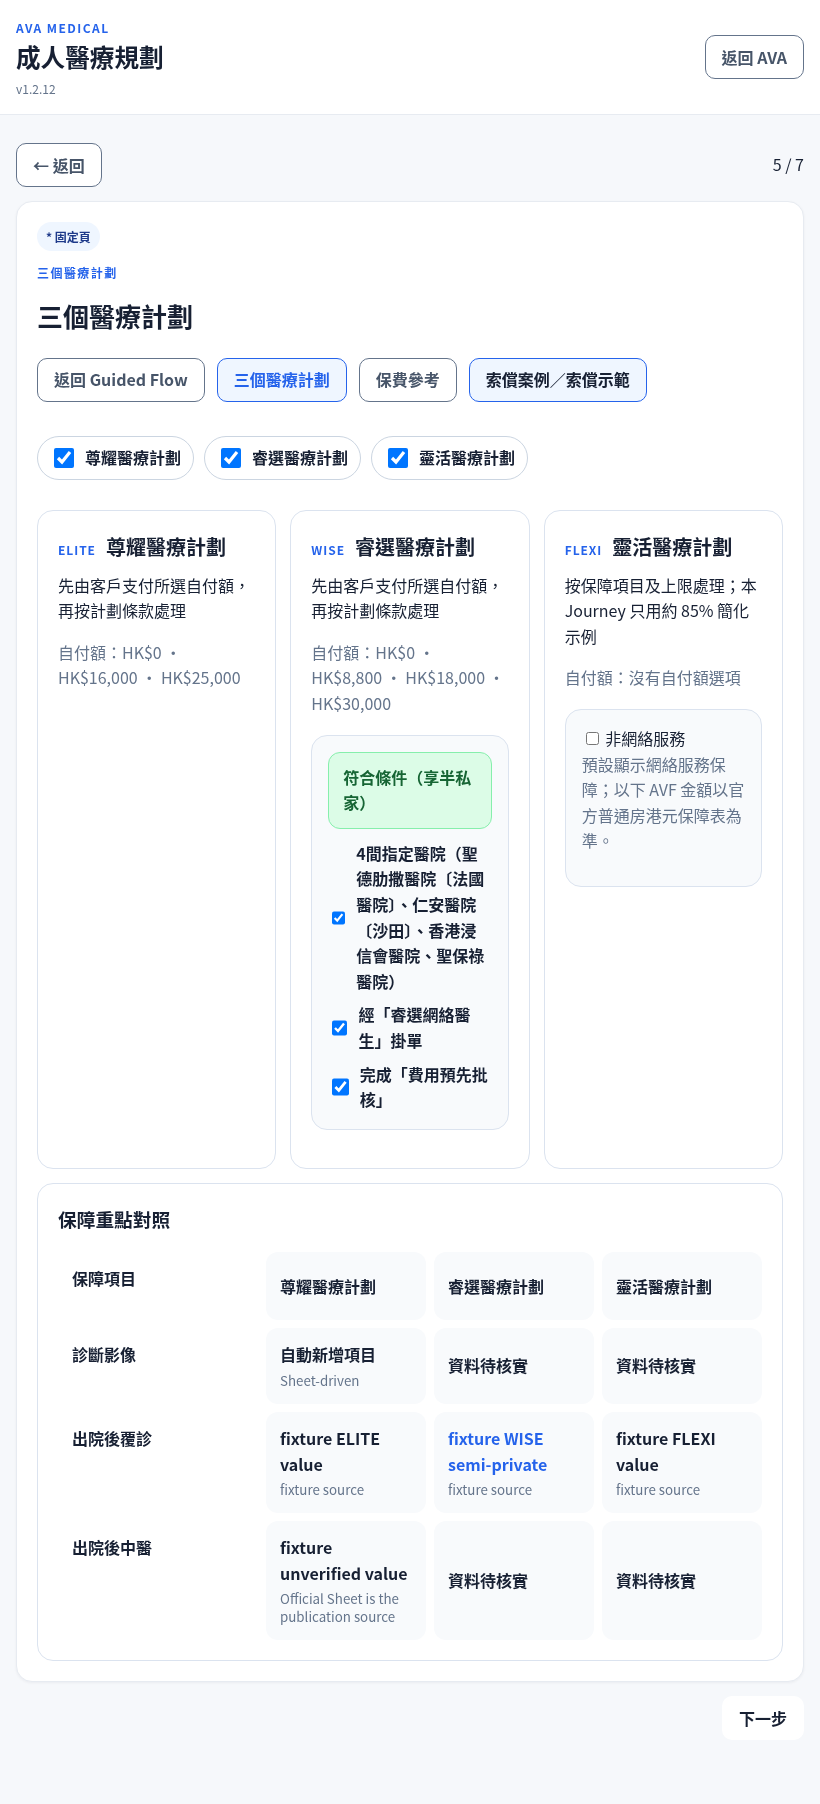 AVA MEDICAL
成人醫療規劃
v1.2.12
返回 AVA
← 返回
5 / 7
* 固定頁
三個醫療計劃
三個醫療計劃
返回 Guided Flow
三個醫療計劃
保費參考
索償案例／索償示範
尊耀醫療計劃
睿選醫療計劃
靈活醫療計劃
ELITE 尊耀醫療計劃
先由客戶支付所選自付額，
再按計劃條款處理
自付額：HK$0 ・
HK$16,000 ・ HK$25,000
WISE 睿選醫療計劃
先由客戶支付所選自付額，
再按計劃條款處理
自付額：HK$0 ・
HK$8,800 ・ HK$18,000 ・
HK$30,000
符合條件（享半私
家）
4間指定醫院（聖
德肋撒醫院〔法國
醫院〕、仁安醫院
〔沙田〕、香港浸
信會醫院、聖保祿
醫院）
經「睿選網絡醫
生」掛單
完成「費用預先批
核」
FLEXI 靈活醫療計劃
按保障項目及上限處理；本
Journey 只用約 85% 簡化
示例
自付額：沒有自付額選項
非網絡服務
預設顯示網絡服務保
障；以下 AVF 金額以官
方普通房港元保障表為
準。
保障重點對照
保障項目
尊耀醫療計劃
睿選醫療計劃
靈活醫療計劃
診斷影像
自動新增項目
Sheet-driven
資料待核實
資料待核實
出院後覆診
fixture ELITE
value
fixture source
fixture WISE
semi-private
fixture source
fixture FLEXI
value
fixture source
出院後中醫
fixture
unverified value
Official Sheet is the
publication source
資料待核實
資料待核實
下一步